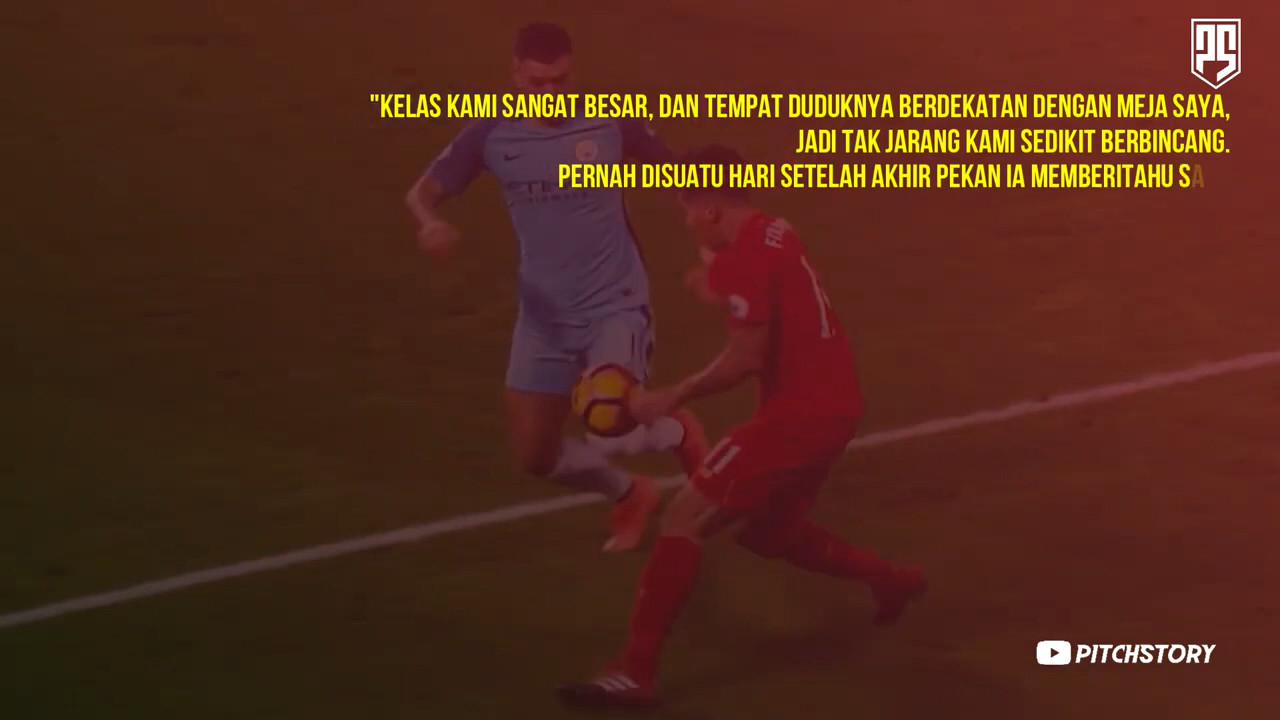 "KELAS KAMI SANGAT BESAR, DAN TEMPAT DUDUKNYA BERDEKATAN DENGAN MEJA SAYA,
JADI TAK JARANG KAMI SEDIKIT BERBINCANG.
PERNAH DISUATU HARI SETELAH AKHIR PEKAN IA MEMBERITAHU SA
PS
PITCHSTORY